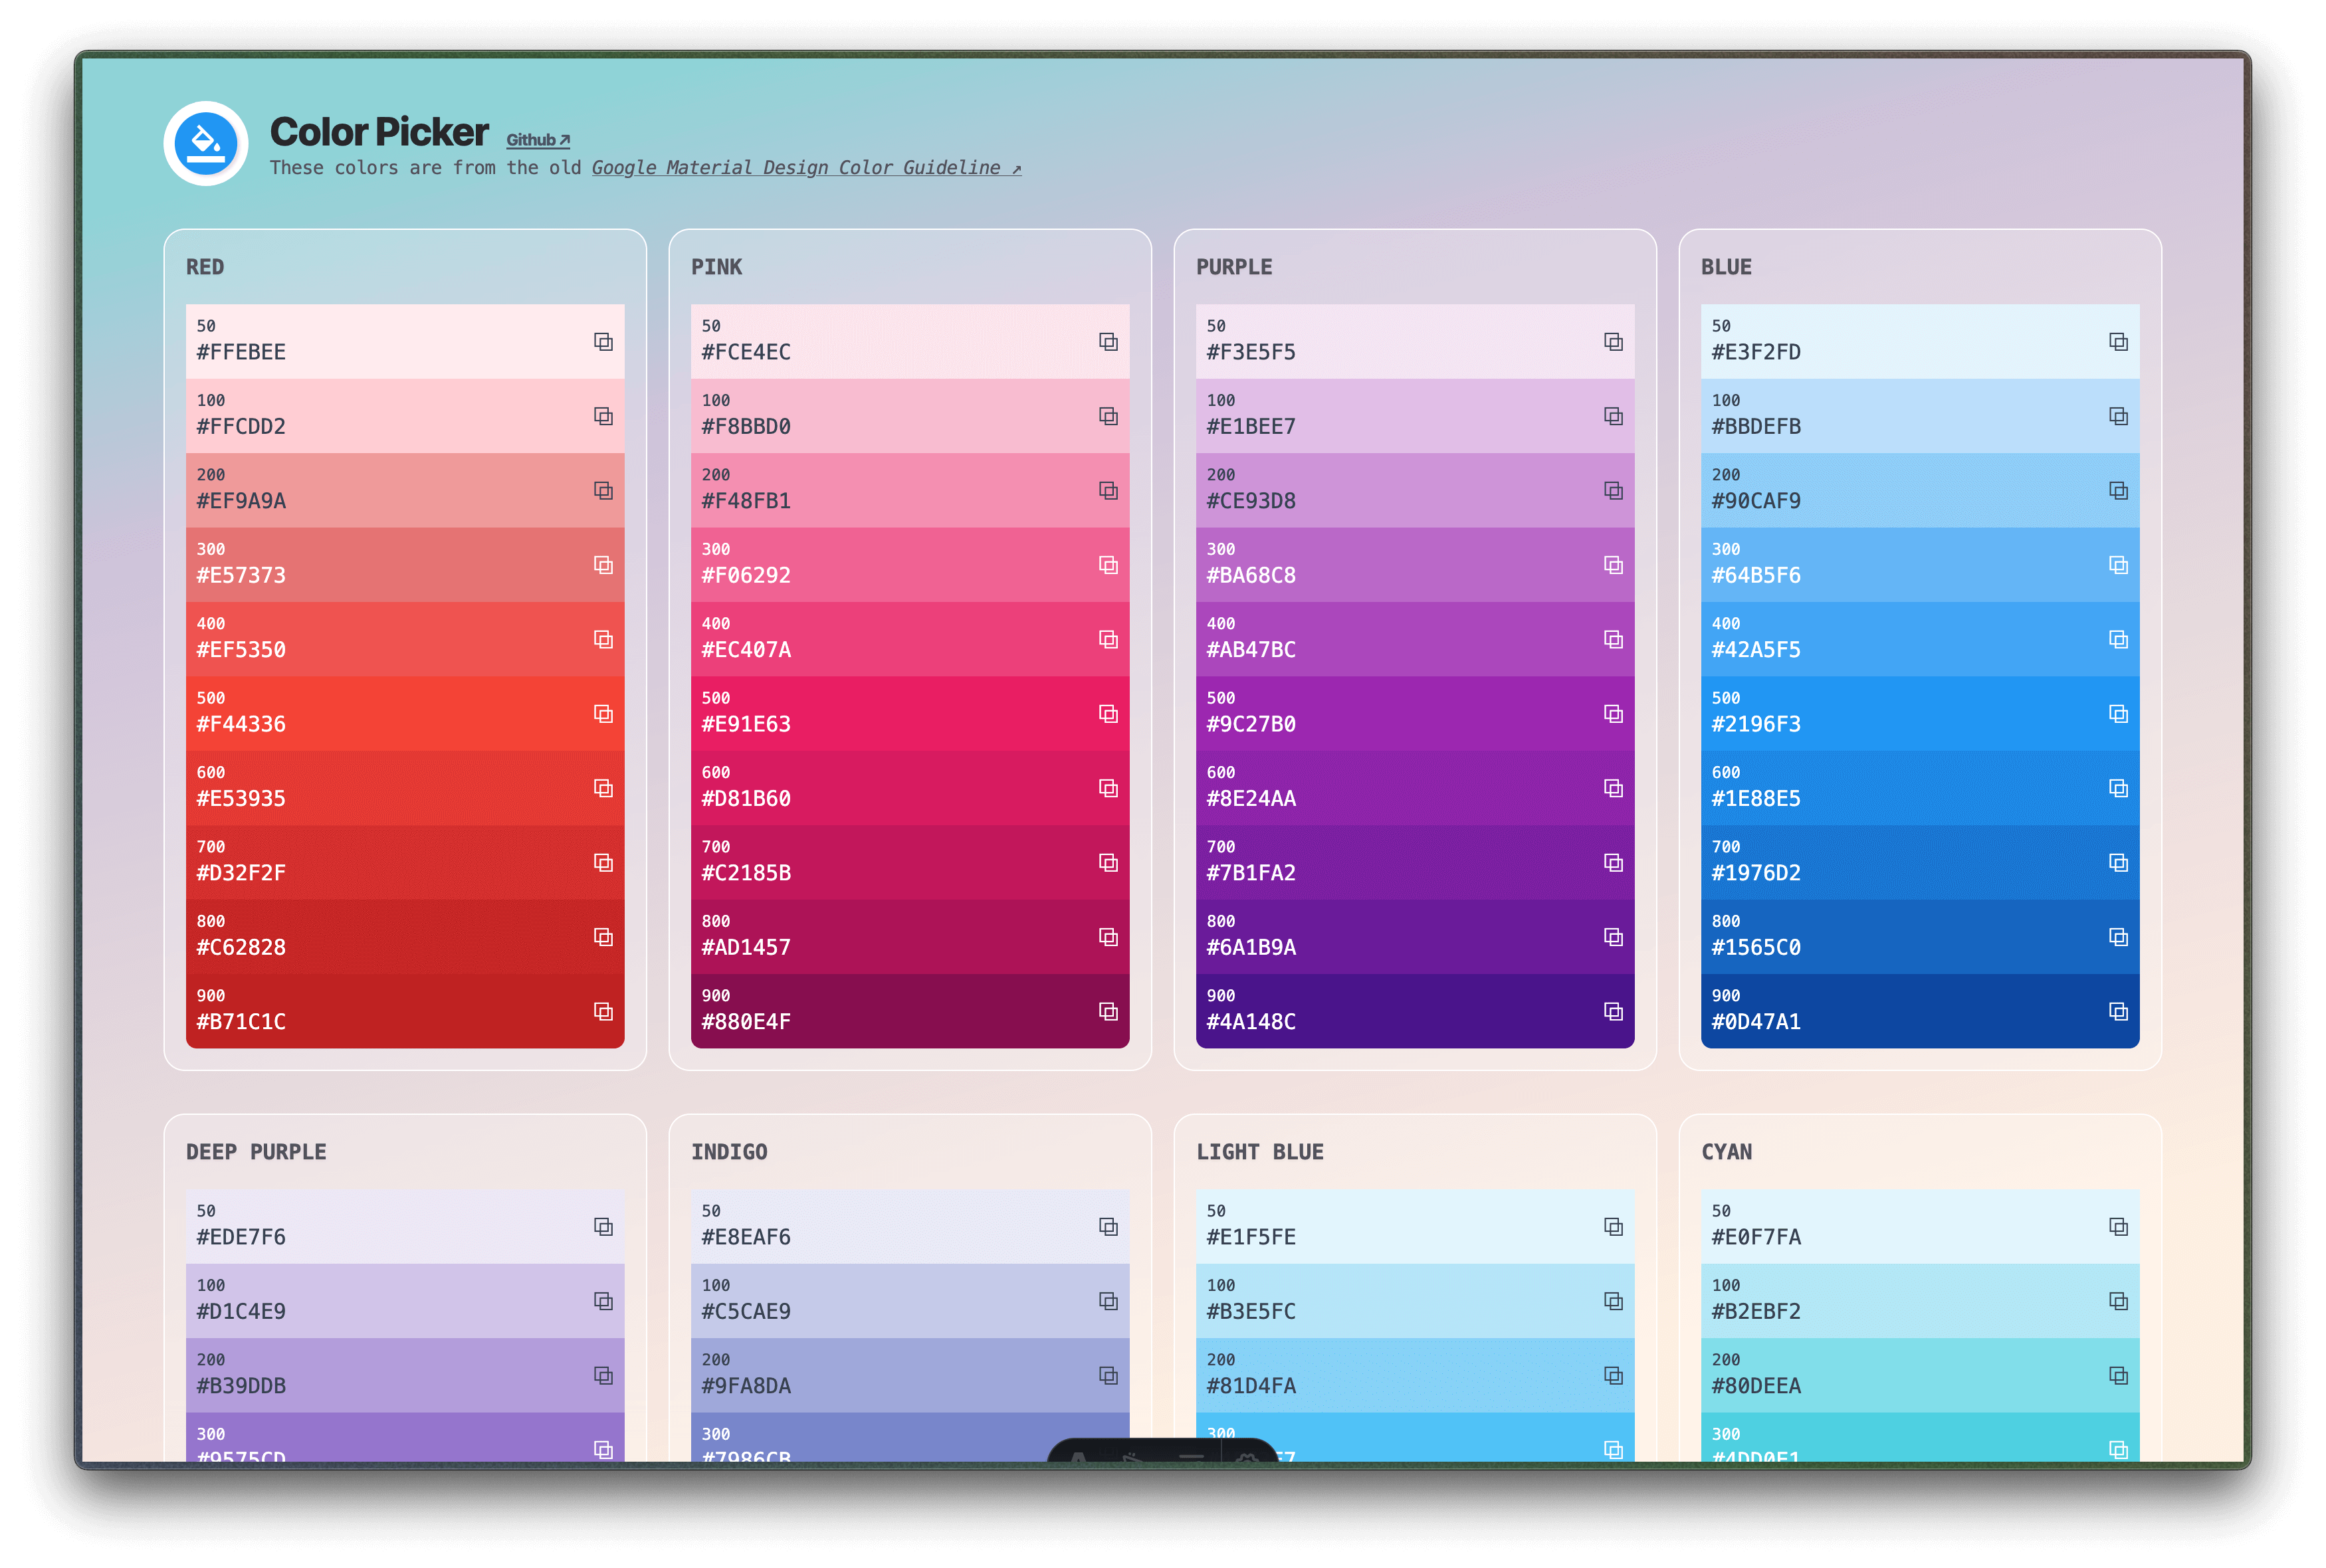 Color Picker Github ↗
These colors are from the old Google Material Design Color Guideline ↗
RED
50
#FFEBEE
100
#FFCDD2
200
#EF9A9A
300
#E57373
400
#EF5350
500
#F44336
600
#E53935
700
#D32F2F
800
#C62828
900
#B71C1C
PINK
50
#FCE4EC
100
#F8BBD0
200
#F48FB1
300
#F06292
400
#EC407A
500
#E91E63
600
#D81B60
700
#C2185B
800
#AD1457
900
#880E4F
PURPLE
50
#F3E5F5
100
#E1BEE7
200
#CE93D8
300
#BA68C8
400
#AB47BC
500
#9C27B0
600
#8E24AA
700
#7B1FA2
800
#6A1B9A
900
#4A148C
BLUE
50
#E3F2FD
100
#BBDEFB
200
#90CAF9
300
#64B5F6
400
#42A5F5
500
#2196F3
600
#1E88E5
700
#1976D2
800
#1565C0
900
#0D47A1
DEEP PURPLE
50
#EDE7F6
100
#D1C4E9
200
#B39DDB
300
#9575CD
INDIGO
50
#E8EAF6
100
#C5CAE9
200
#9FA8DA
300
#7986CB
LIGHT BLUE
50
#E1F5FE
100
#B3E5FC
200
#81D4FA
300
CYAN
50
#E0F7FA
100
#B2EBF2
200
#80DEEA
300
#4DD0E1